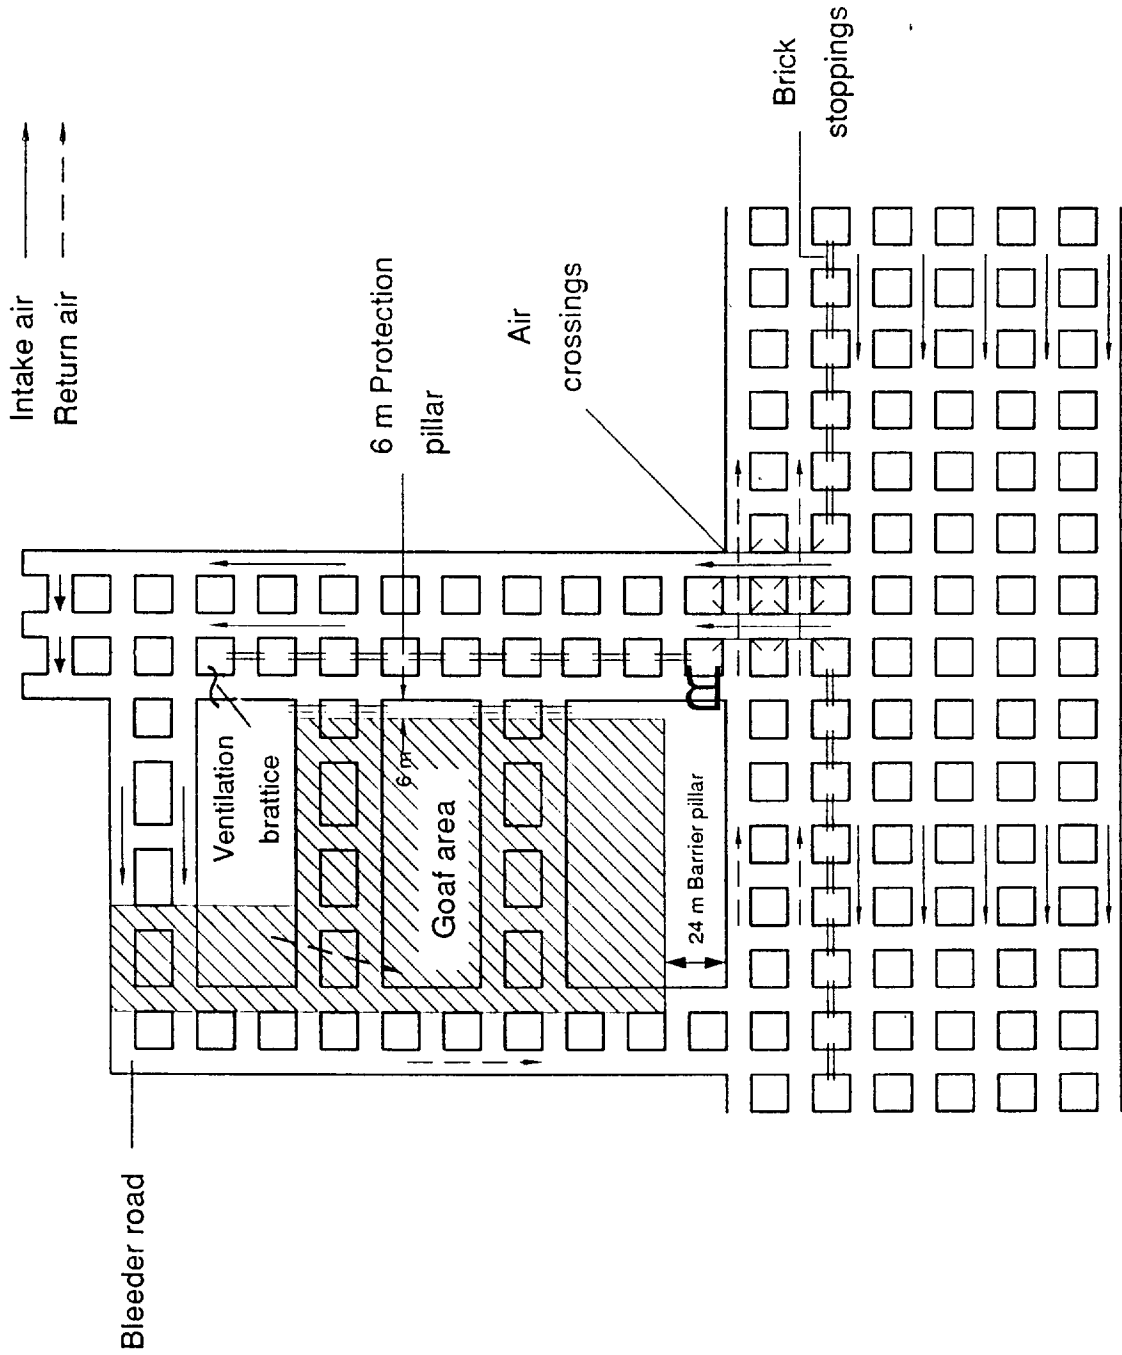 Intake air
Return air
6 m Protection
pillar
Air
crossings
Brick
stoppings
Ventilation
brattice
6 m
Goaf area
24 m Barrier pillar
Bleeder road